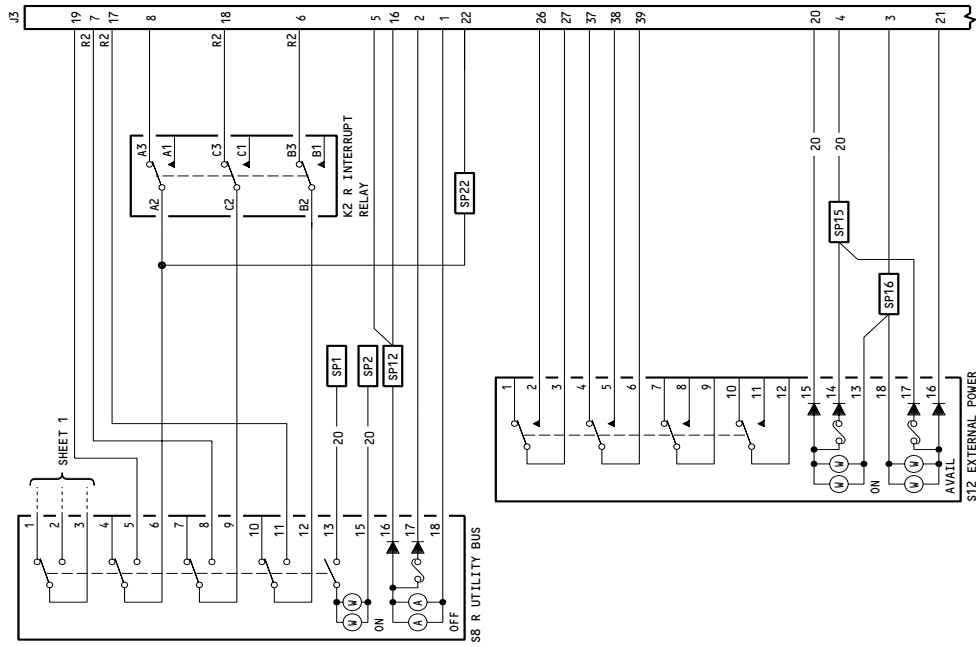 J3
19
7
17
8
18
6
5
16
2
1
22
26
27
37
38
39
20
4
3
21
R2
R2
R2
R2
R2
A3
A1
C3
C1
B3
B1
A2
C2
B2
K2 R INTERRUPT
RELAY
SP22
SP1
SP2
SP12
20
20
SHEET 1
1
2
3
4
5
6
7
8
9
10
11
12
13
15
16
17
18
W
W
ON
A
A
OFF
S8 R UTILITY BUS
20
20
SP15
SP16
1
2
3
4
5
6
7
8
9
10
11
12
15
14
13
18
17
16
W
W
ON
W
W
AVAIL
S12 EXTERNAL POWER